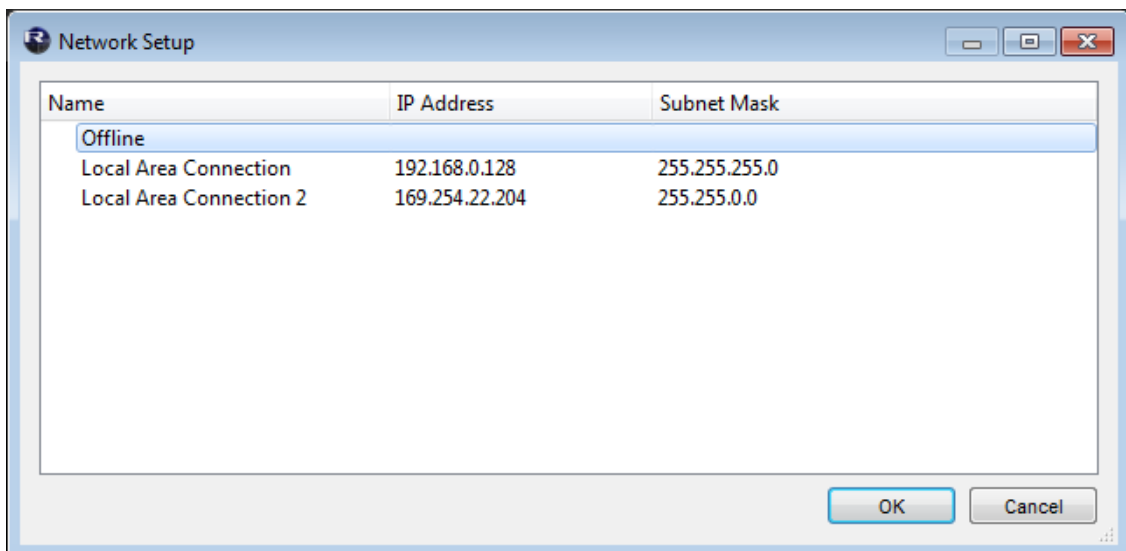 Network Setup
Name IP Address Subnet Mask
Offline
Local Area Connection 192.168.0.128 255.255.255.0
Local Area Connection 2 169.254.22.204 255.255.0.0
OK Cancel